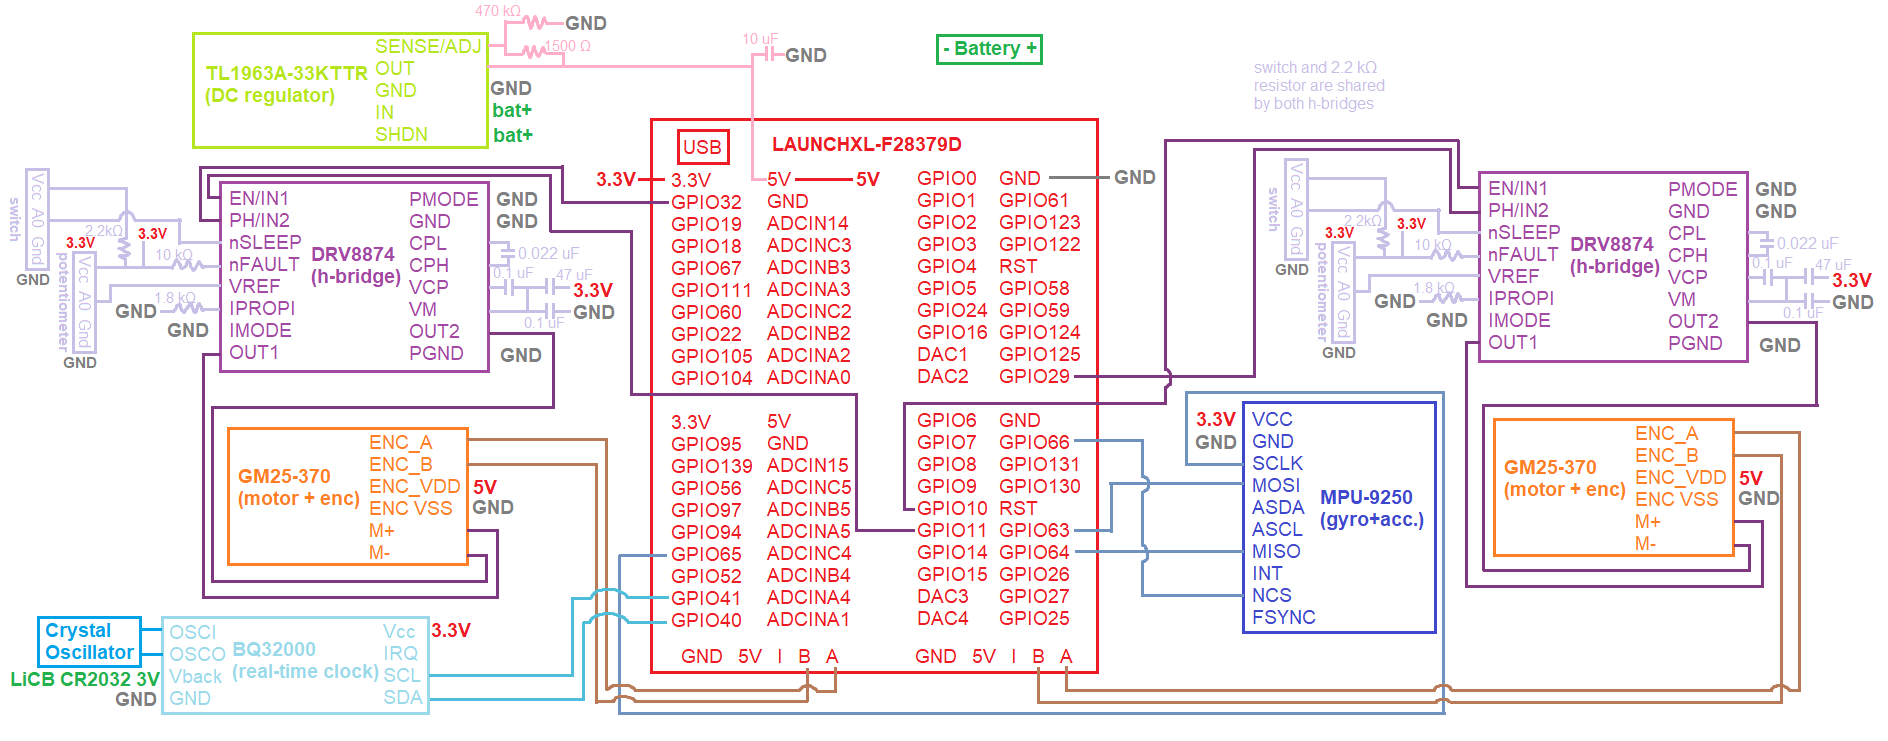 470 kΩ
GND
1500 Ω
10 uF
GND
SENSE/ADJ
OUT
GND
IN
SHDN
TL1963A-33KTTR
(DC regulator)
GND
bat+
bat+
- Battery +
switch and 2.2 kΩ
resistor are shared
by both h-bridges
USB
LAUNCHXL-F28379D
3.3V
3.3V 5V
5V
GPIO32 GND
GPIO19 ADCIN14
GPIO18 ADCINC3
GPIO67 ADCINB3
GPIO111 ADCINA3
GPIO60 ADCINC2
GPIO22 ADCINB2
GPIO105 ADCINA2
GPIO104 ADCINA0
GPIO0 GND
GND
GPIO1 GPIO61
GPIO2 GPIO123
GPIO3 GPIO122
GPIO4 RST
GPIO5 GPIO58
GPIO24 GPIO59
GPIO16 GPIO124
DAC1 GPIO125
DAC2 GPIO29
3.3V 5V
GPIO95 GND
GPIO139 ADCIN15
GPIO56 ADCINC5
GPIO97 ADCINB5
GPIO94 ADCINA5
GPIO65 ADCINC4
GPIO52 ADCINB4
GPIO41 ADCINA4
GPIO40 ADCINA1
GPIO6 GND
GPIO7 GPIO66
GPIO8 GPIO131
GPIO9 GPIO130
GPIO10 RST
GPIO11 GPIO63
GPIO14 GPIO64
GPIO15 GPIO26
DAC3 GPIO27
DAC4 GPIO25
GND 5V I B A
GND 5V I B A
switch
Vcc A0 Gnd
GND
2.2kΩ
3.3V
3.3V
10 kΩ
potentiometer
Vcc A0 Gnd
GND
1.8 kΩ
GND
GND
EN/IN1
PH/IN2
nSLEEP
nFAULT
VREF
IPROPI
IMODE
OUT1
DRV8874
(h-bridge)
PMODE
GND
CPL
CPH
VCP
VM
OUT2
PGND
GND
GND
0.022 uF
0.1 uF
47 uF
3.3V
GND
0.1 uF
GND
switch
Vcc A0 Gnd
GND
2.2kΩ
3.3V
3.3V
10 kΩ
potentiometer
Vcc A0 Gnd
GND
1.8 kΩ
GND
GND
EN/IN1
PH/IN2
nSLEEP
nFAULT
VREF
IPROPI
IMODE
OUT1
DRV8874
(h-bridge)
PMODE
GND
CPL
CPH
VCP
VM
OUT2
PGND
GND
GND
0.022 uF
0.1 uF
47 uF
3.3V
GND
0.1 uF
GND
GM25-370
(motor + enc)
ENC_A
ENC_B
ENC_VDD
ENC VSS
M+
M-
5V
GND
3.3V
GND
VCC
GND
SCLK
MOSI
ASDA
ASCL
MISO
INT
NCS
FSYNC
MPU-9250
(gyro+acc.)
GM25-370
(motor + enc)
ENC_A
ENC_B
ENC_VDD
ENC VSS
M+
M-
5V
GND
Crystal
Oscillator
LiCB CR2032 3V
GND
OSCI
OSCO
Vback
GND
BQ32000
(real-time clock)
Vcc
IRQ
SCL
SDA
3.3V